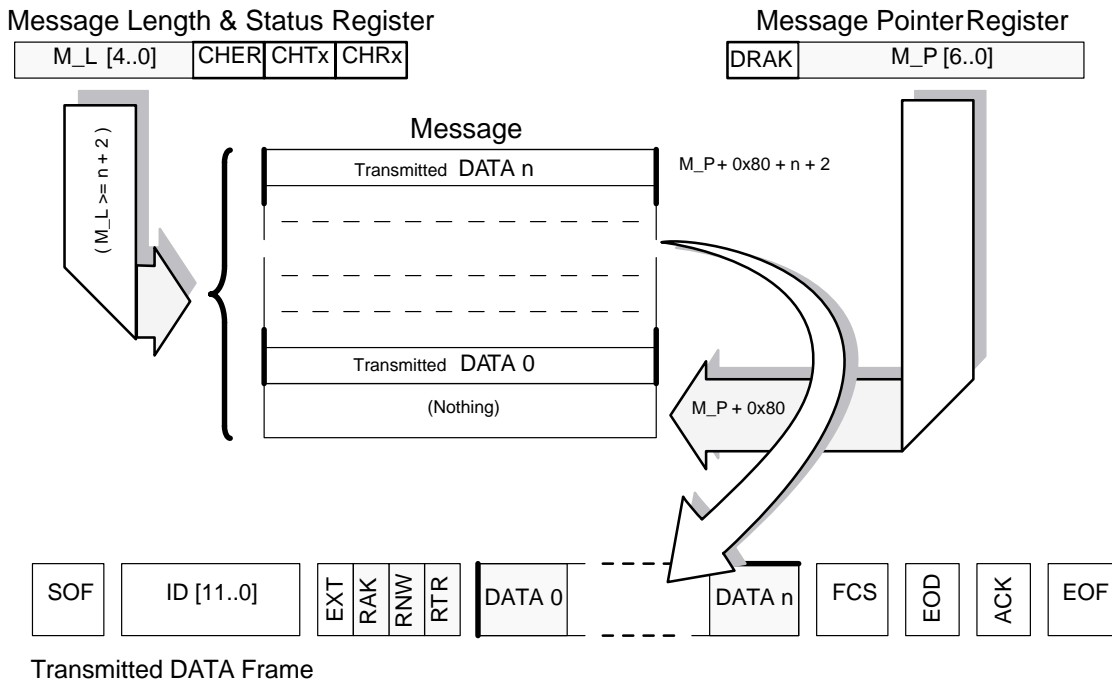 Message Length & Status Register
Message Pointer Register
M_L [4..0] CHER CHTx CHRx
DRAK M_P [6..0]
( M_L >= n + 2 )
Message
Transmitted DATA n
M_P + 0x80 + n + 2
Transmitted DATA 0
(Nothing)
M_P + 0x80
SOF ID [11..0] EXT RAK RNW RTR DATA 0 DATA n FCS EOD ACK EOF
Transmitted DATA Frame